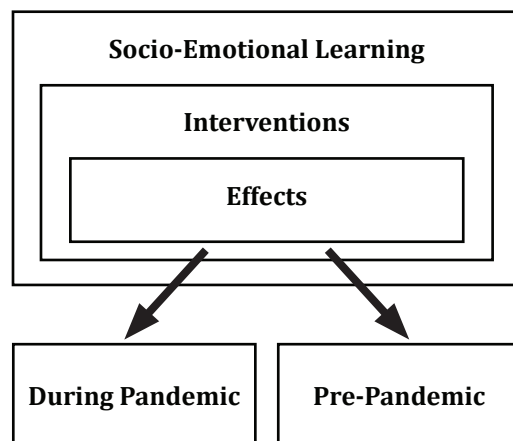 Socio-Emotional Learning
Interventions
Effects
During Pandemic
Pre-Pandemic